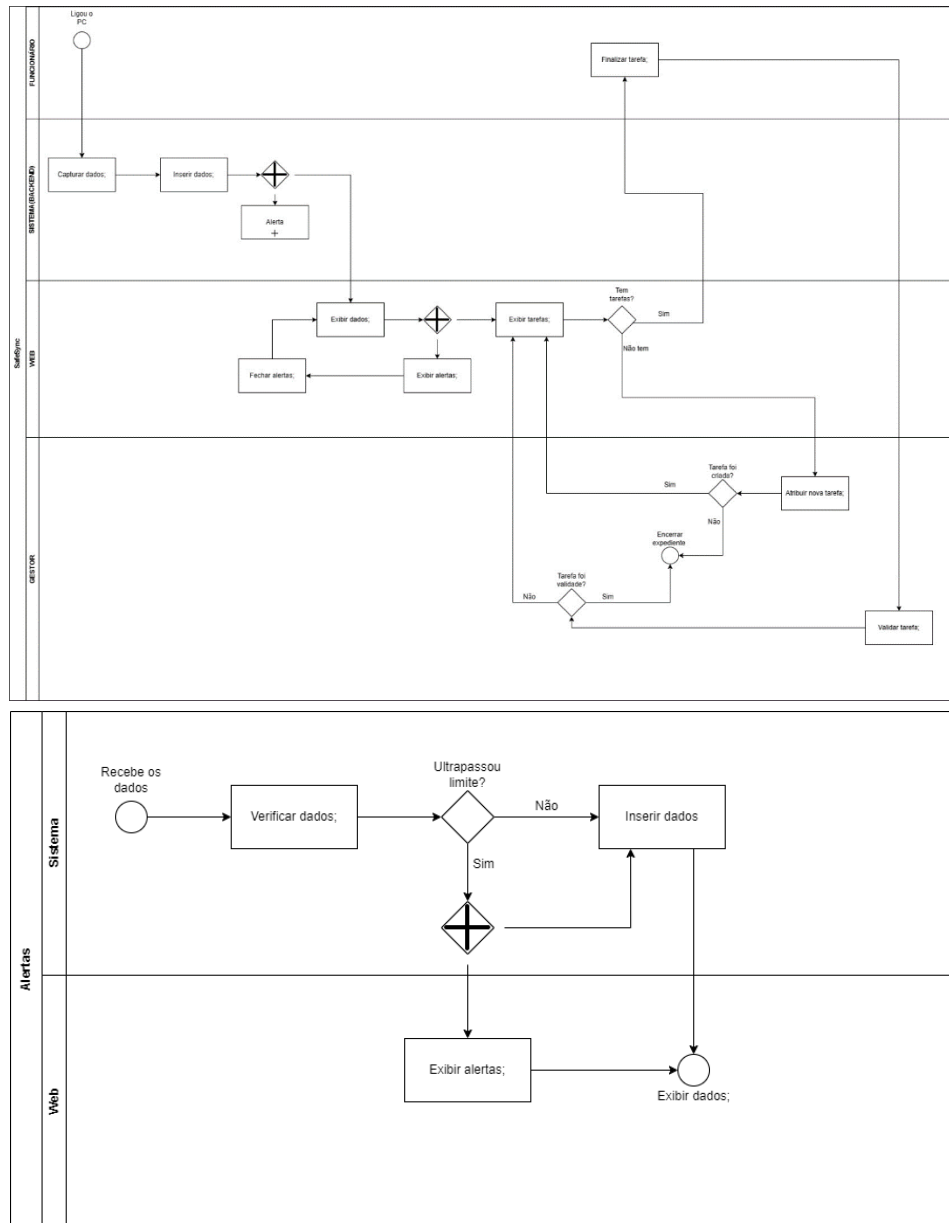 Ligou o
PC
FUNCIONÁRIO
Finalizar tarefa;
SISTEMA(BACKEND)
Capturar dados;
Inserir dados;
Alerta
SafeSync
WEB
Tem
tarefas?
Exibir dados;
Exibir tarefas;
Sim
Não tem
Fechar alertas;
Exibir alertas;
GESTOR
Tarefa foi
criada?
Sim
Atribuir nova tarefa;
Não
Encerrar
expediente
Tarefa foi
validade?
Não
Sim
Validar tarefa;
Alertas
Sistema
Recebe os
dados
Ultrapassou
limite?
Verificar dados;
Não
Inserir dados
Sim
Web
Exibir alertas;
Exibir dados;